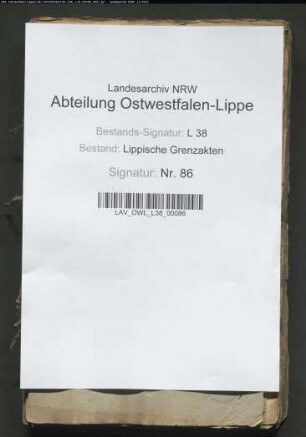 Landesarchiv NRW
Abteilung Ostwestfalen-Lippe
Bestands-Signatur: L 38
Bestand: Lippische Grenzakten
Signatur: Nr. 86
LAV_OWL_L38_00086